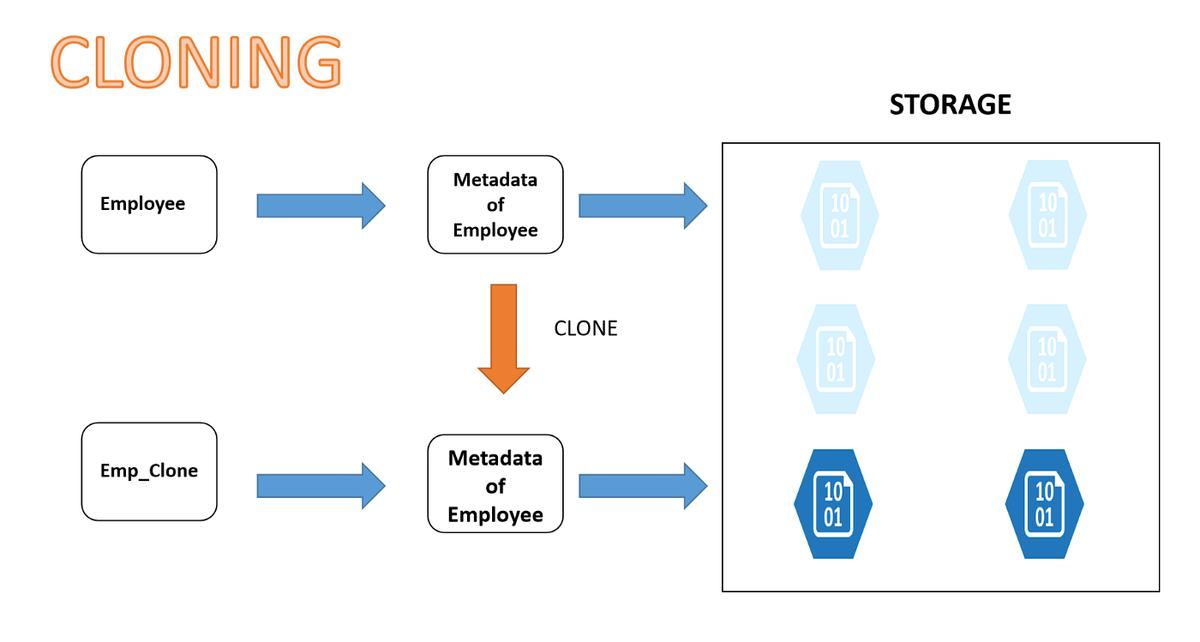 CLONING
STORAGE
Employee
Metadata
of
Employee
10
01
10
01
CLONE
10
01
10
01
Emp_Clone
Metadata
of
Employee
10
01
10
01